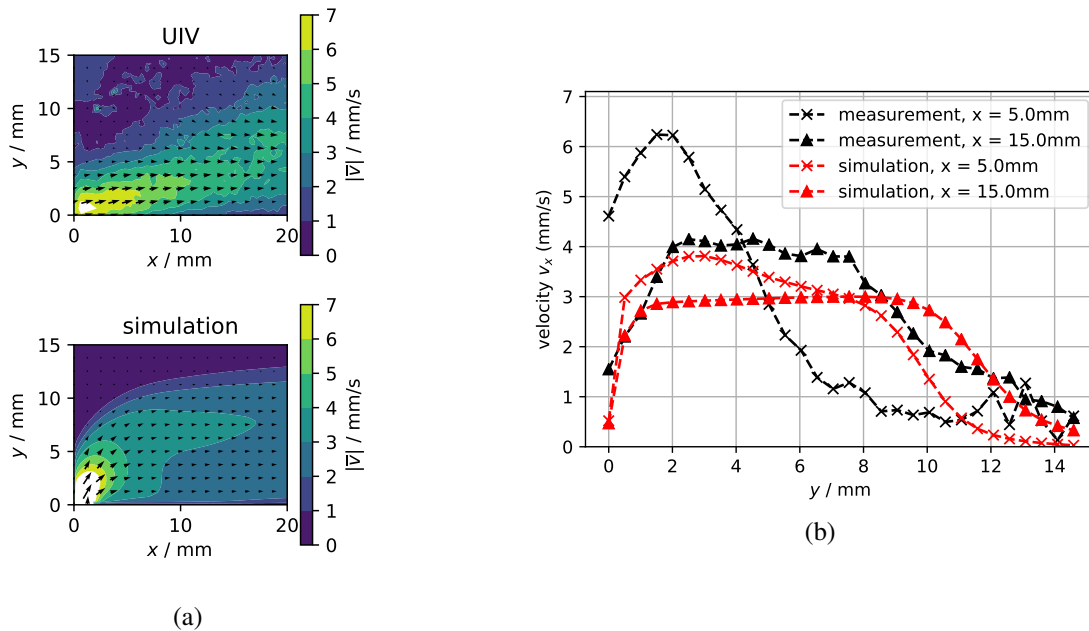 UIV
15
10
5
0
y / mm
0 10 20
x / mm
7
6
5
4
3
2
1
0
|v̅| / mm/s
simulation
15
10
5
0
y / mm
0 10 20
x / mm
7
6
5
4
3
2
1
0
|v̅| / mm/s
(a)
7
6
5
4
3
2
1
0
velocity vₓ (mm/s)
0 2 4 6 8 10 12 14
y / mm
measurement, x = 5.0mm
measurement, x = 15.0mm
simulation, x = 5.0mm
simulation, x = 15.0mm
(b)